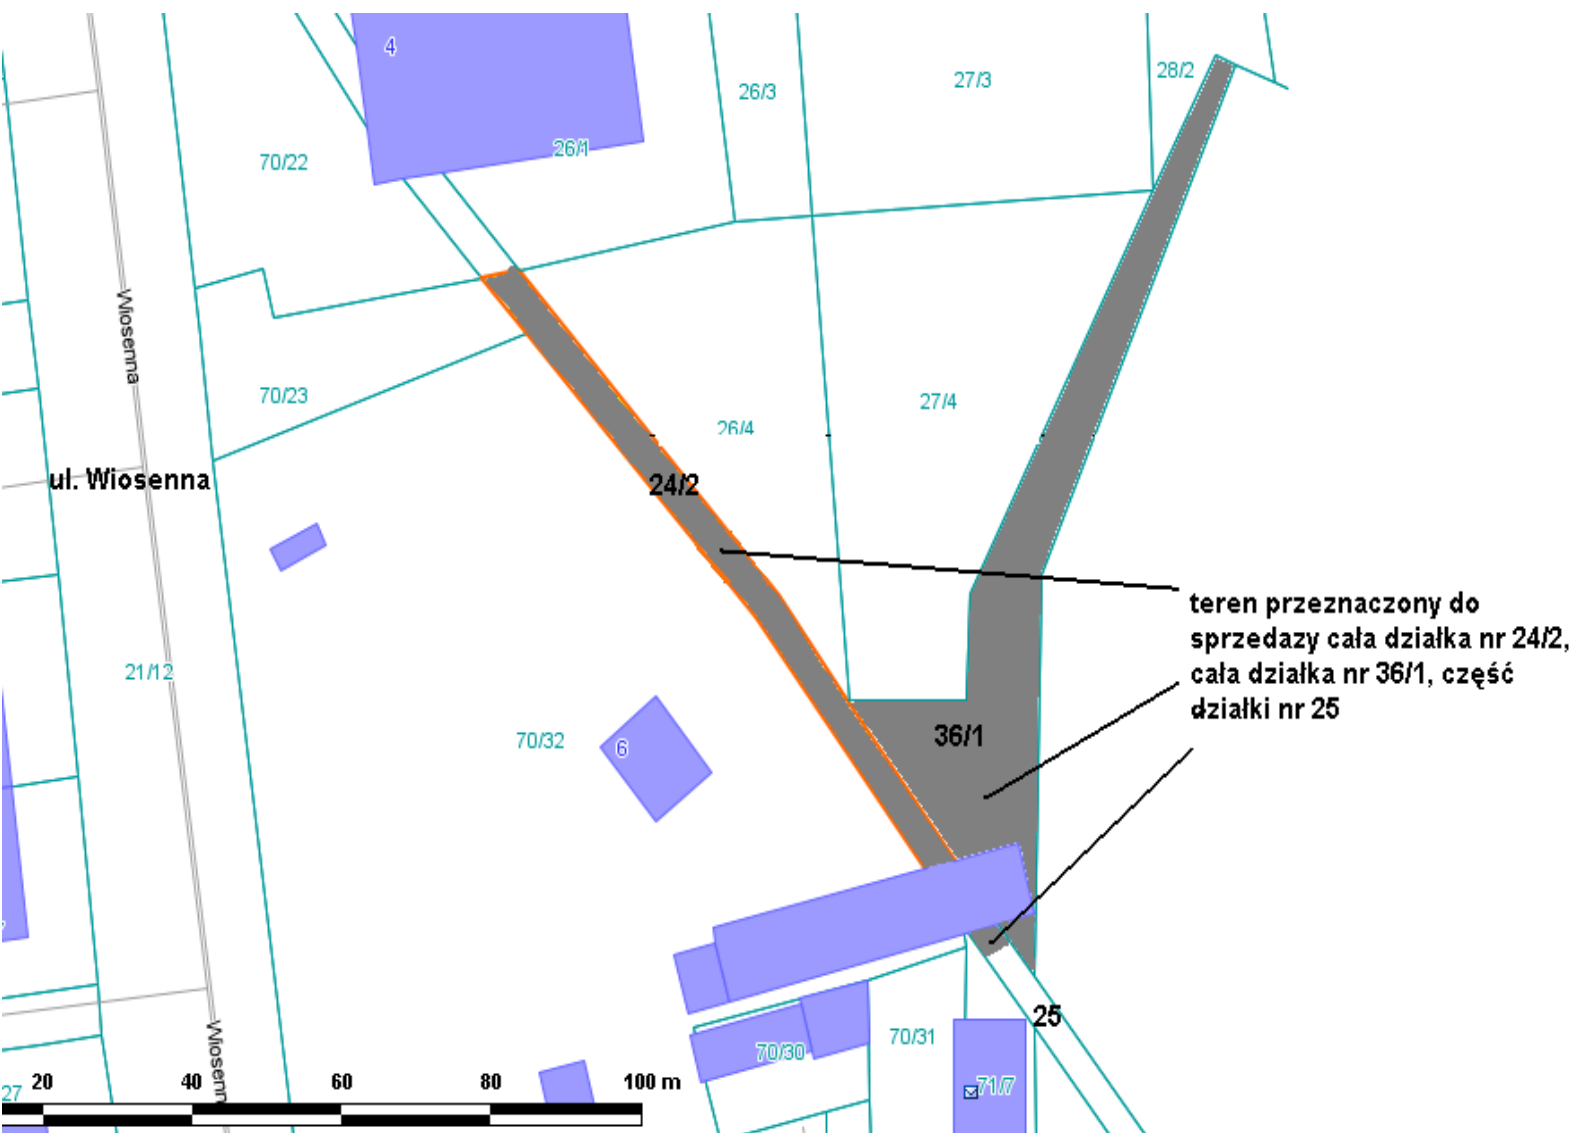 4
26/3
27/3
28/2
70/22
26/1
Wiosenna
70/23
26/4
27/4
ul. Wiosenna
24/2
teren przeznaczony do
sprzedazy cała działka nr 24/2,
cała działka nr 36/1, część
działki nr 25
21/12
70/32
6
36/1
25
Wiosenn
70/30
70/31
71/7
27
20 40 60 80 100 m